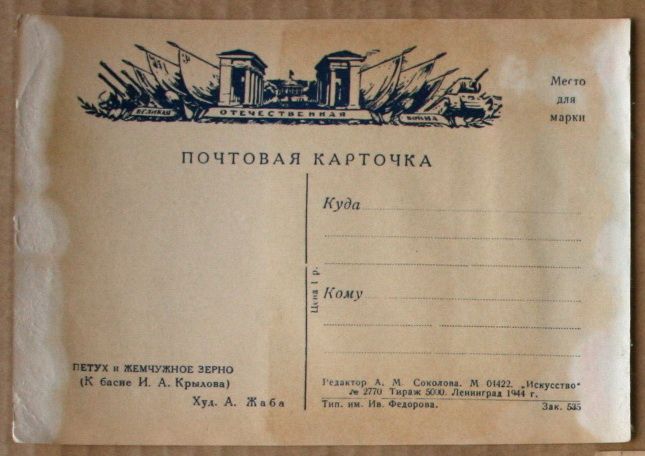 ВЕЛИКАЯ ОТЕЧЕСТВЕННАЯ ВОЙНА
Место
для
марки
ПОЧТОВАЯ КАРТОЧКА
Куда
Цена 1 р.
Кому
ПЕТУХ и ЖЕМЧУЖНОЕ ЗЕРНО
(К басне И. А. Крылова)
Худ. А. Жаба
Редактор А. М. Соколова. М 01422. „Искусство“
№ 2770 Тираж 5000. Ленинград 1944 г.
Тип. им. Ив. Федорова. Зак. 535